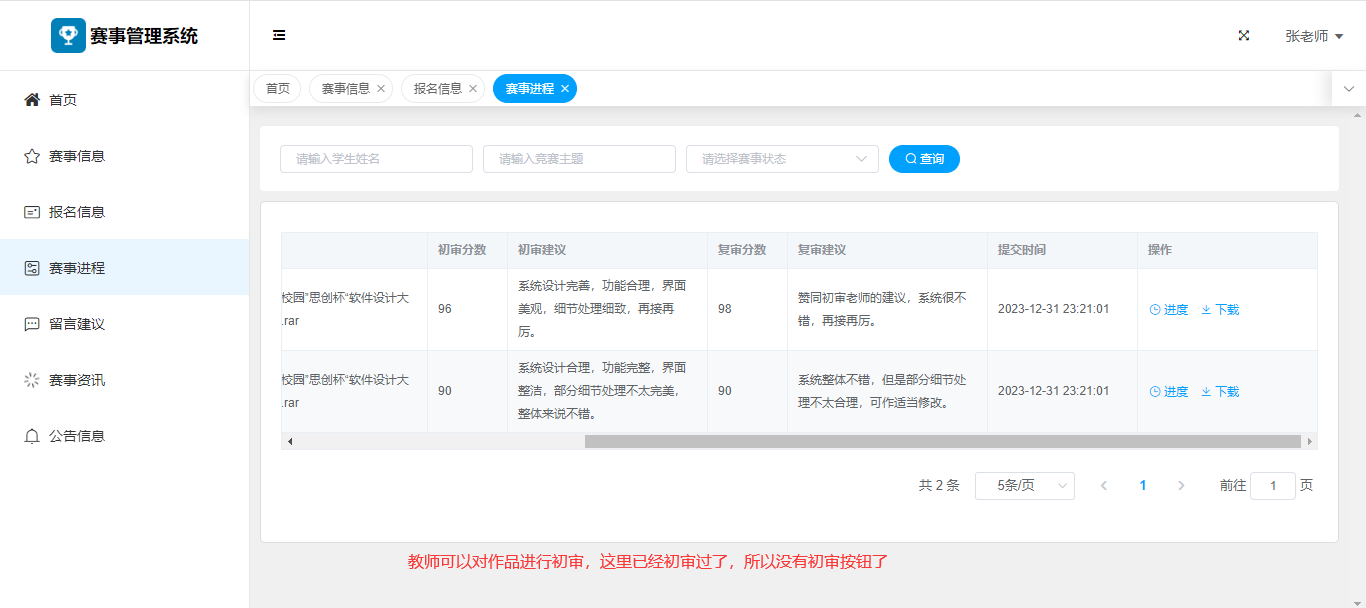 赛事管理系统
张老师
首页
赛事信息
报名信息
赛事进程
留言建议
赛事资讯
公告信息
首页 赛事信息 报名信息 赛事进程
请输入学生姓名 请输入竞赛主题 请选择赛事状态 查询
初审分数 初审建议 复审分数 复审建议 提交时间 操作
校园”思创杯“软件设计大
.rar
96
系统设计完善，功能合理，界面
美观，细节处理细致，再接再
厉。
98
赞同初审老师的建议，系统很不
错，再接再厉。
2023-12-31 23:21:01
进度 下载
校园”思创杯“软件设计大
.rar
90
系统设计合理，功能完整，界面
整洁，部分细节处理不太完美，
整体来说不错。
90
系统整体不错，但是部分细节处
理不太合理，可作适当修改。
2023-12-31 23:21:01
进度 下载
共 2 条 5条/页 1 前往 1 页
教师可以对作品进行初审，这里已经初审过了，所以没有初审按钮了